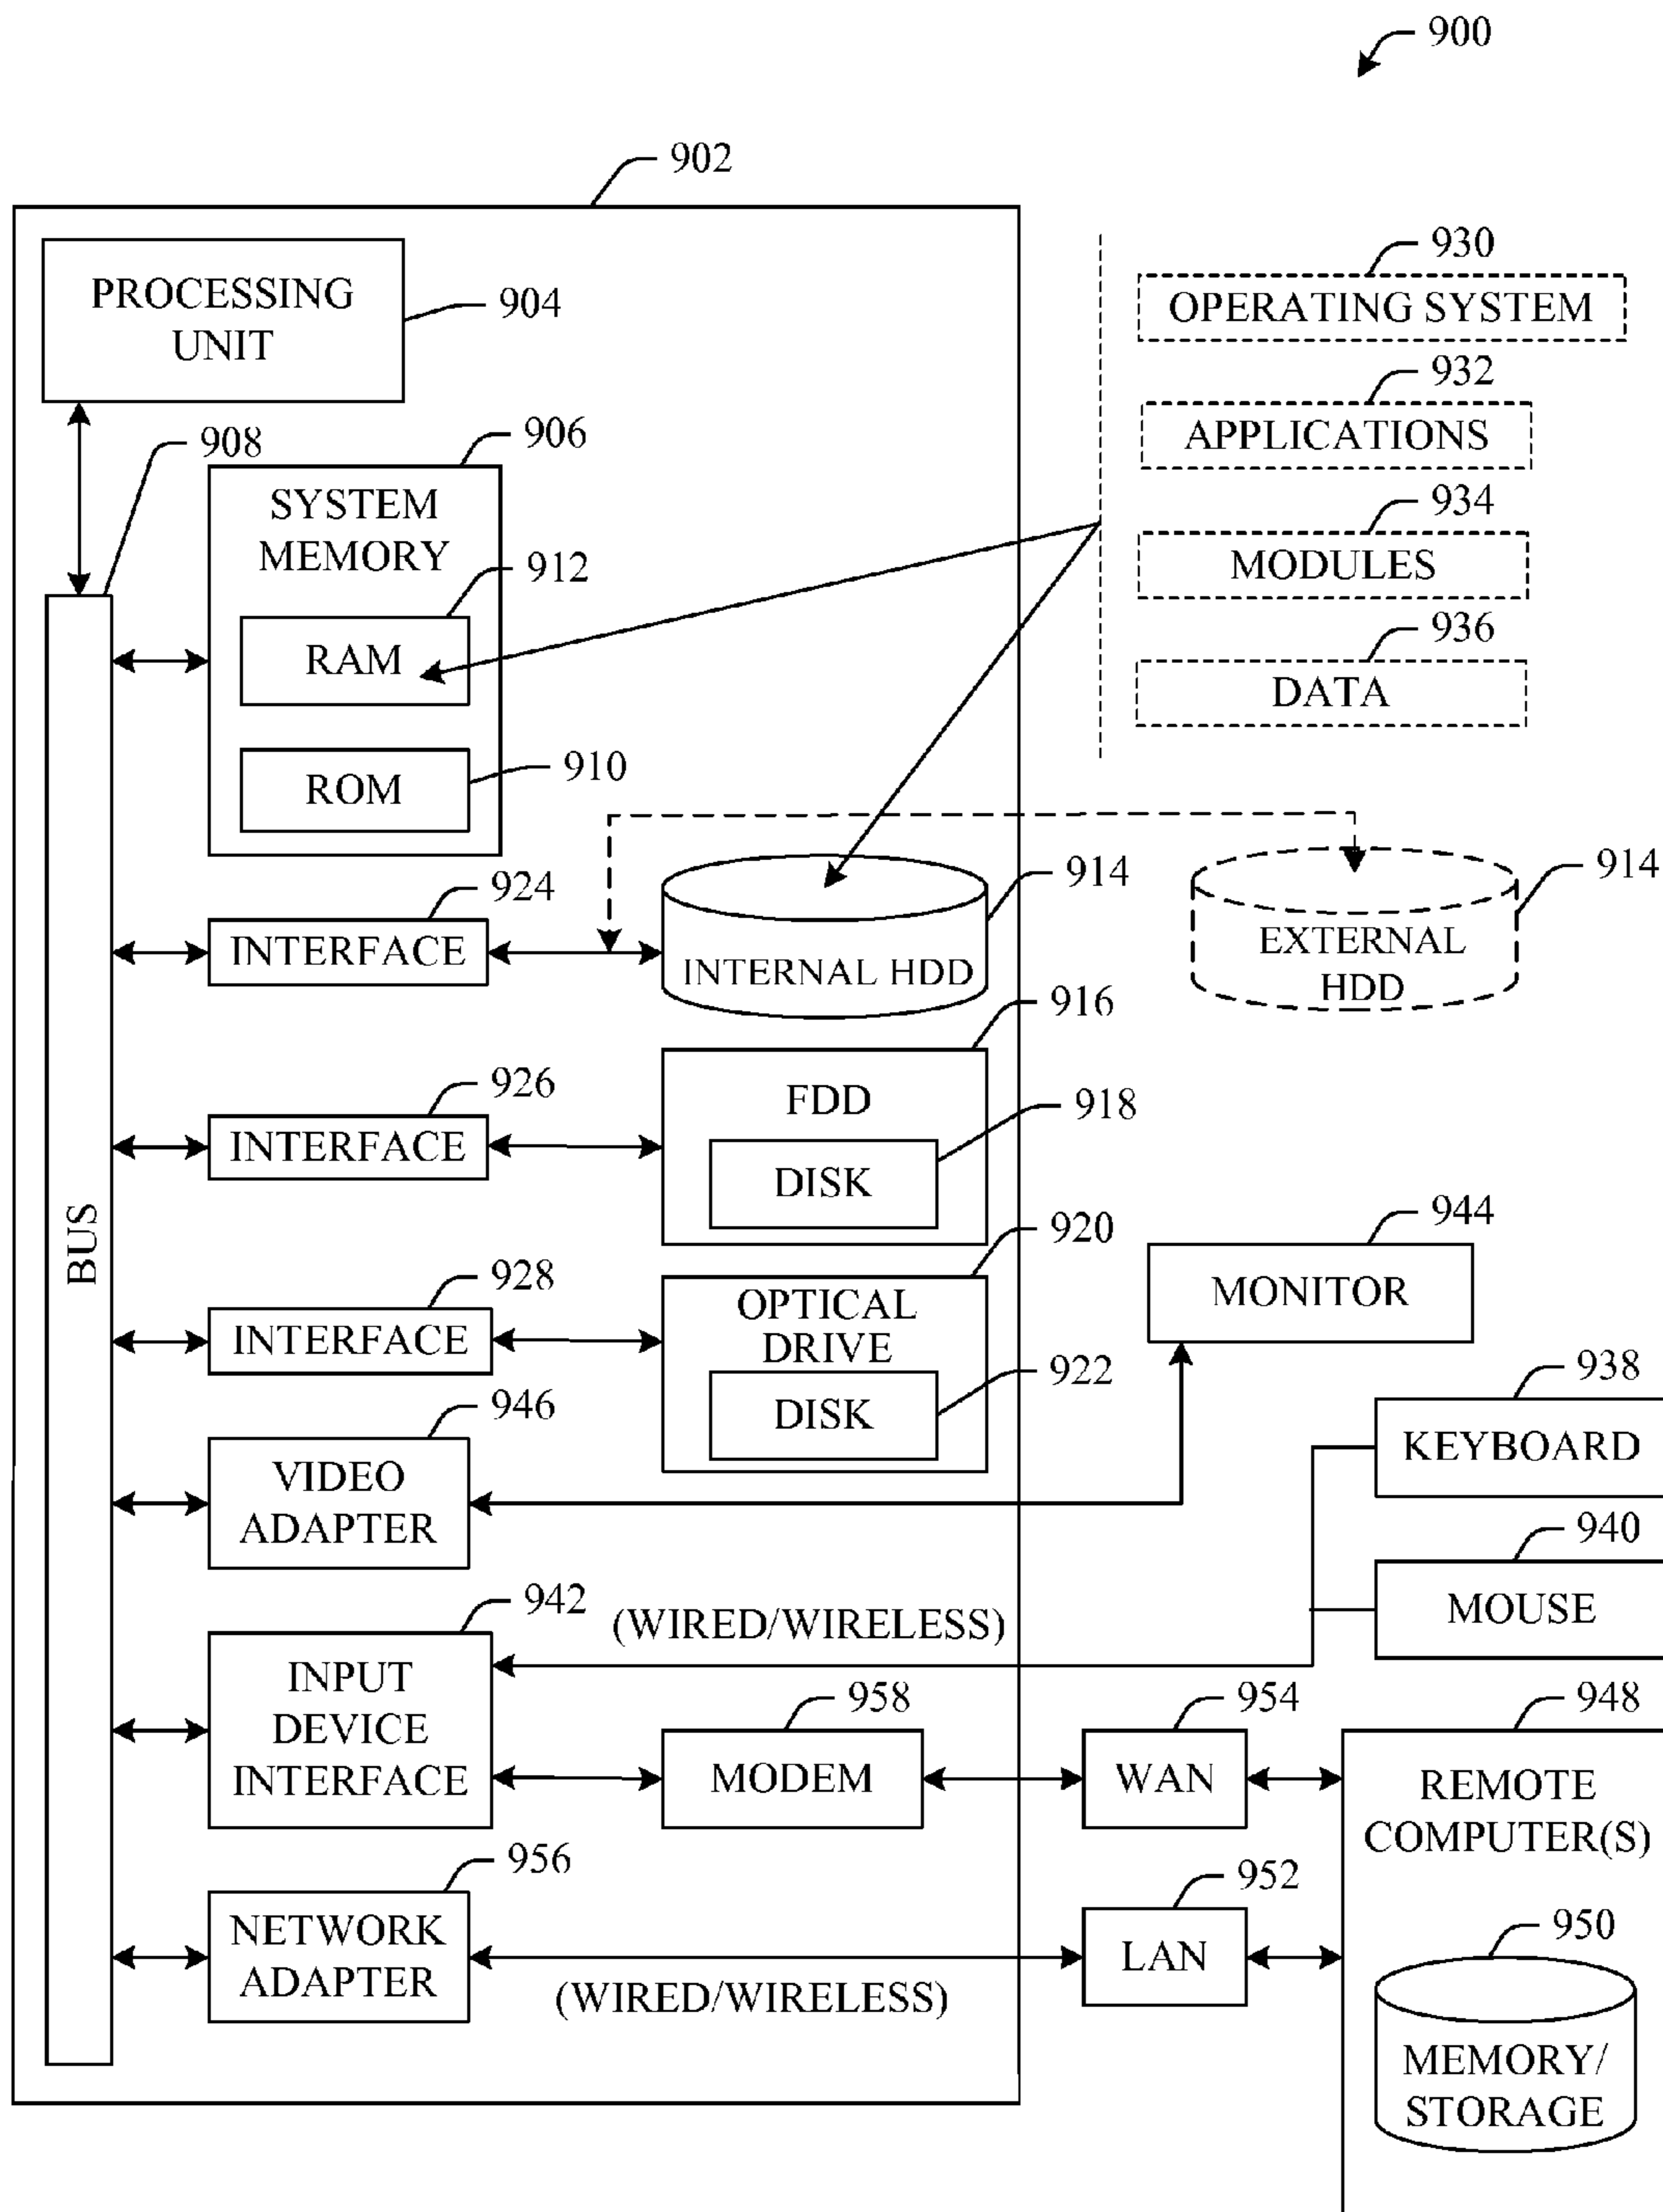 900
902
PROCESSING
UNIT
904
930
OPERATING SYSTEM
932
APPLICATIONS
934
MODULES
936
DATA
908
906
SYSTEM
MEMORY
912
RAM
910
ROM
924
INTERFACE
914
INTERNAL HDD
914
EXTERNAL
HDD
926
INTERFACE
916
FDD
918
DISK
BUS
928
INTERFACE
920
OPTICAL
DRIVE
922
DISK
944
MONITOR
946
VIDEO
ADAPTER
938
KEYBOARD
940
MOUSE
942
INPUT
DEVICE
INTERFACE
(WIRED/WIRELESS)
958
MODEM
954
WAN
948
REMOTE
COMPUTER(S)
956
NETWORK
ADAPTER
(WIRED/WIRELESS)
952
LAN
950
MEMORY/
STORAGE